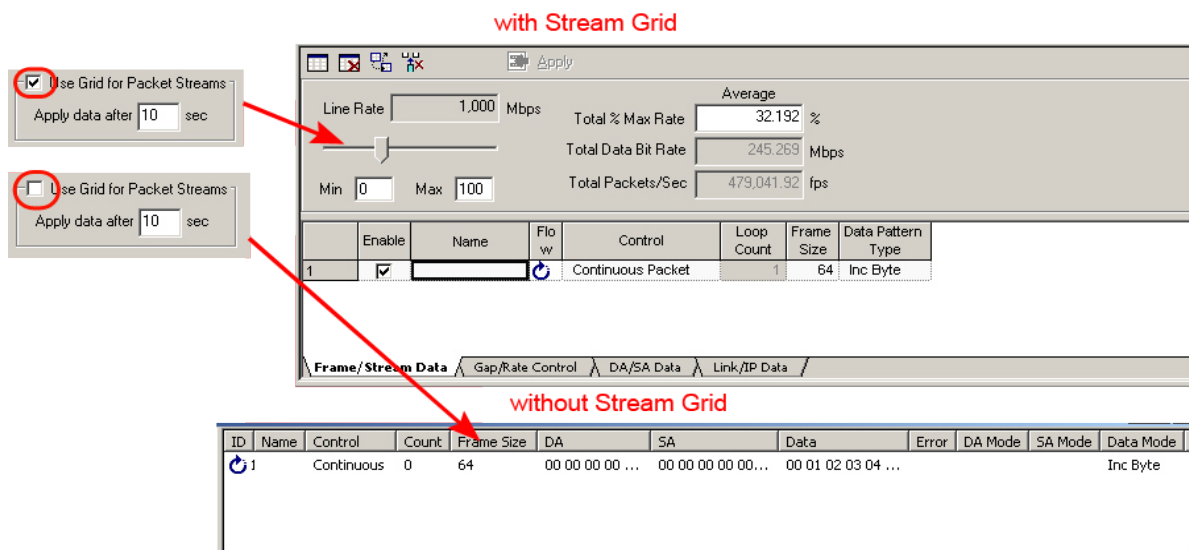 with Stream Grid
Use Grid for Packet Streams
Apply data after 10 sec
Use Grid for Packet Streams
Apply data after 10 sec
Apply
Average
Line Rate 1,000 Mbps
Total % Max Rate 32.192 %
Total Data Bit Rate 245.269 Mbps
Min 0 Max 100
Total Packets/Sec 479,041.92 fps
Enable Name Flo w Control Loop Count Frame Size Data Pattern Type
1 Continuous Packet 1 64 Inc Byte
Frame/Stream Data Gap/Rate Control DA/SA Data Link/IP Data
without Stream Grid
ID Name Control Count Frame Size DA SA Data Error DA Mode SA Mode Data Mode
1 Continuous 0 64 00 00 00 00 ... 00 00 00 00 00... 00 01 02 03 04 ... Inc Byte